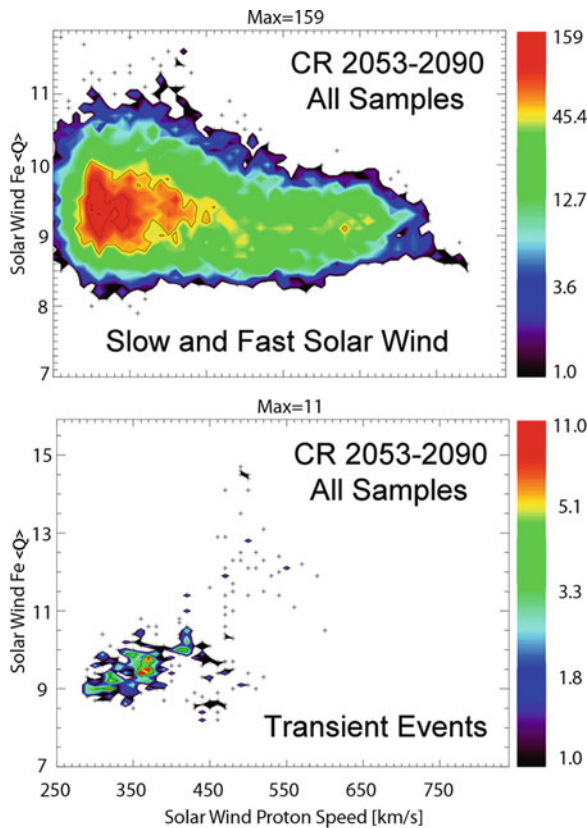 Max=159
CR 2053-2090
All Samples
Slow and Fast Solar Wind
Solar Wind Fe <Q>
11
10
9
8
7
159
45.4
12.7
3.6
1.0
Max=11
CR 2053-2090
All Samples
Transient Events
Solar Wind Fe <Q>
15
13
11
9
7
11.0
5.1
3.3
1.8
1.0
250 350 450 550 650 750
Solar Wind Proton Speed [km/s]